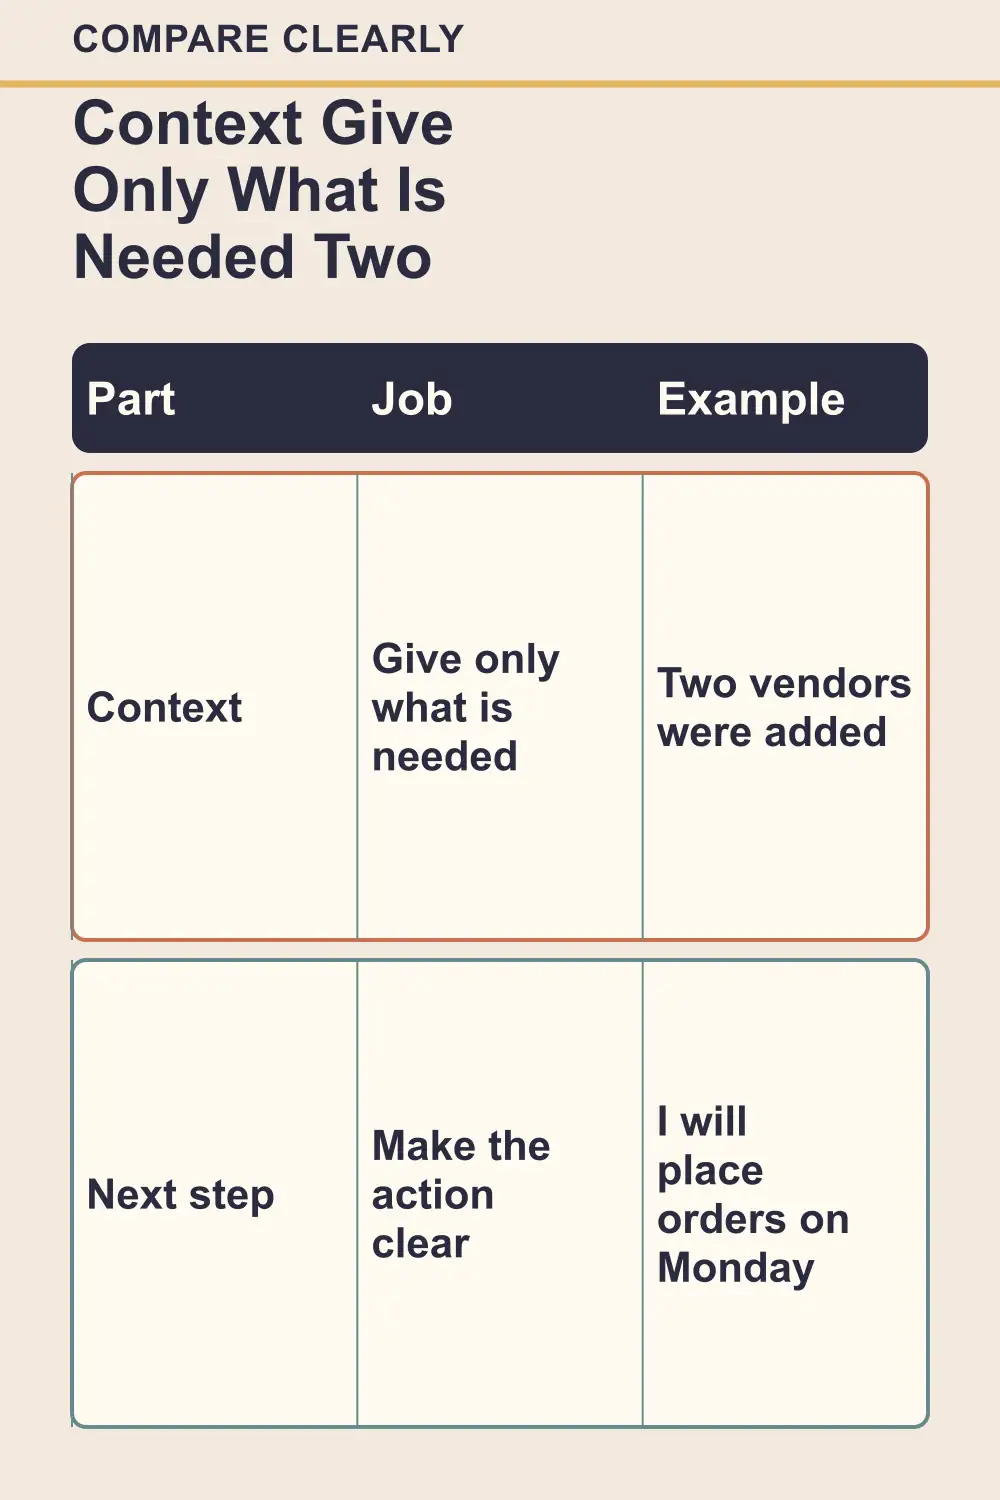 COMPARE CLEARLY
Context Give
Only What Is
Needed Two
Part Job Example
Context
Give only
what is
needed
Two vendors
were added
Next step
Make the
action
clear
I will
place
orders on
Monday